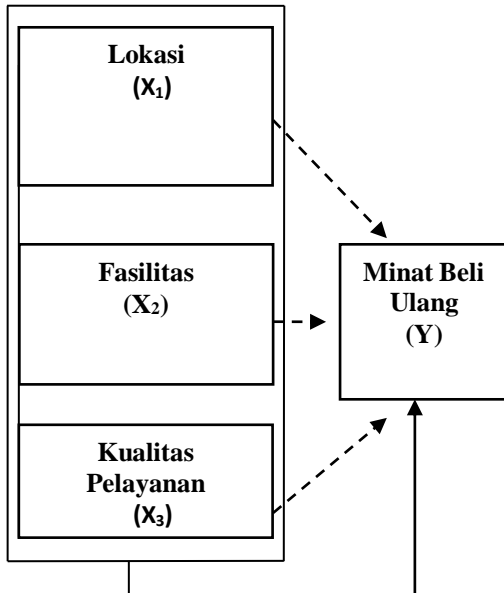 Lokasi
(X₁)
Fasilitas
(X₂)
Minat Beli
Ulang
(Y)
Kualitas
Pelayanan
(X₃)